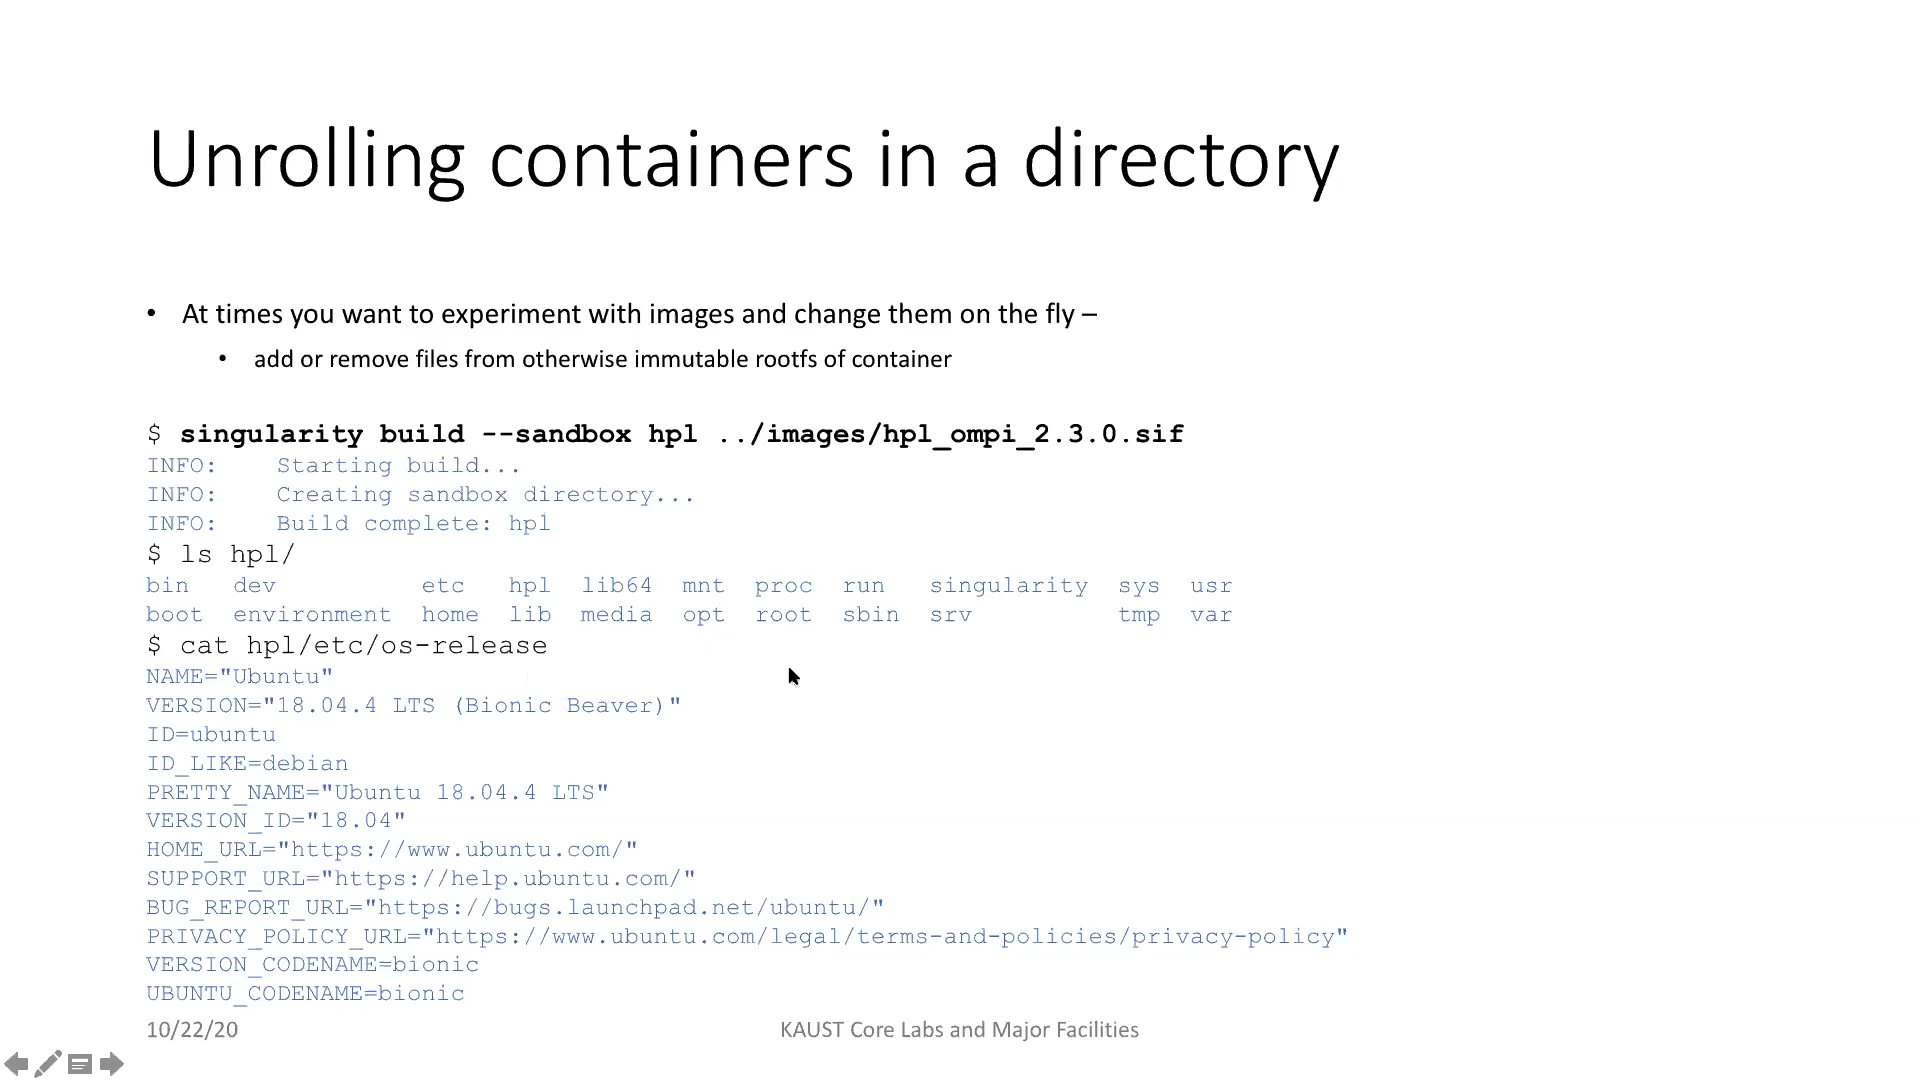 Unrolling containers in a directory
• At times you want to experiment with images and change them on the fly –
• add or remove files from otherwise immutable rootfs of container
$ singularity build --sandbox hpl ../images/hpl_ompi_2.3.0.sif
INFO:    Starting build...
INFO:    Creating sandbox directory...
INFO:    Build complete: hpl
$ ls hpl/
bin   dev          etc   hpl  lib64  mnt  proc  run   singularity  sys  usr
boot  environment  home  lib  media  opt  root  sbin  srv          tmp  var
$ cat hpl/etc/os-release
NAME="Ubuntu"
VERSION="18.04.4 LTS (Bionic Beaver)"
ID=ubuntu
ID_LIKE=debian
PRETTY_NAME="Ubuntu 18.04.4 LTS"
VERSION_ID="18.04"
HOME_URL="https://www.ubuntu.com/"
SUPPORT_URL="https://help.ubuntu.com/"
BUG_REPORT_URL="https://bugs.launchpad.net/ubuntu/"
PRIVACY_POLICY_URL="https://www.ubuntu.com/legal/terms-and-policies/privacy-policy"
VERSION_CODENAME=bionic
UBUNTU_CODENAME=bionic
10/22/20
KAUST Core Labs and Major Facilities